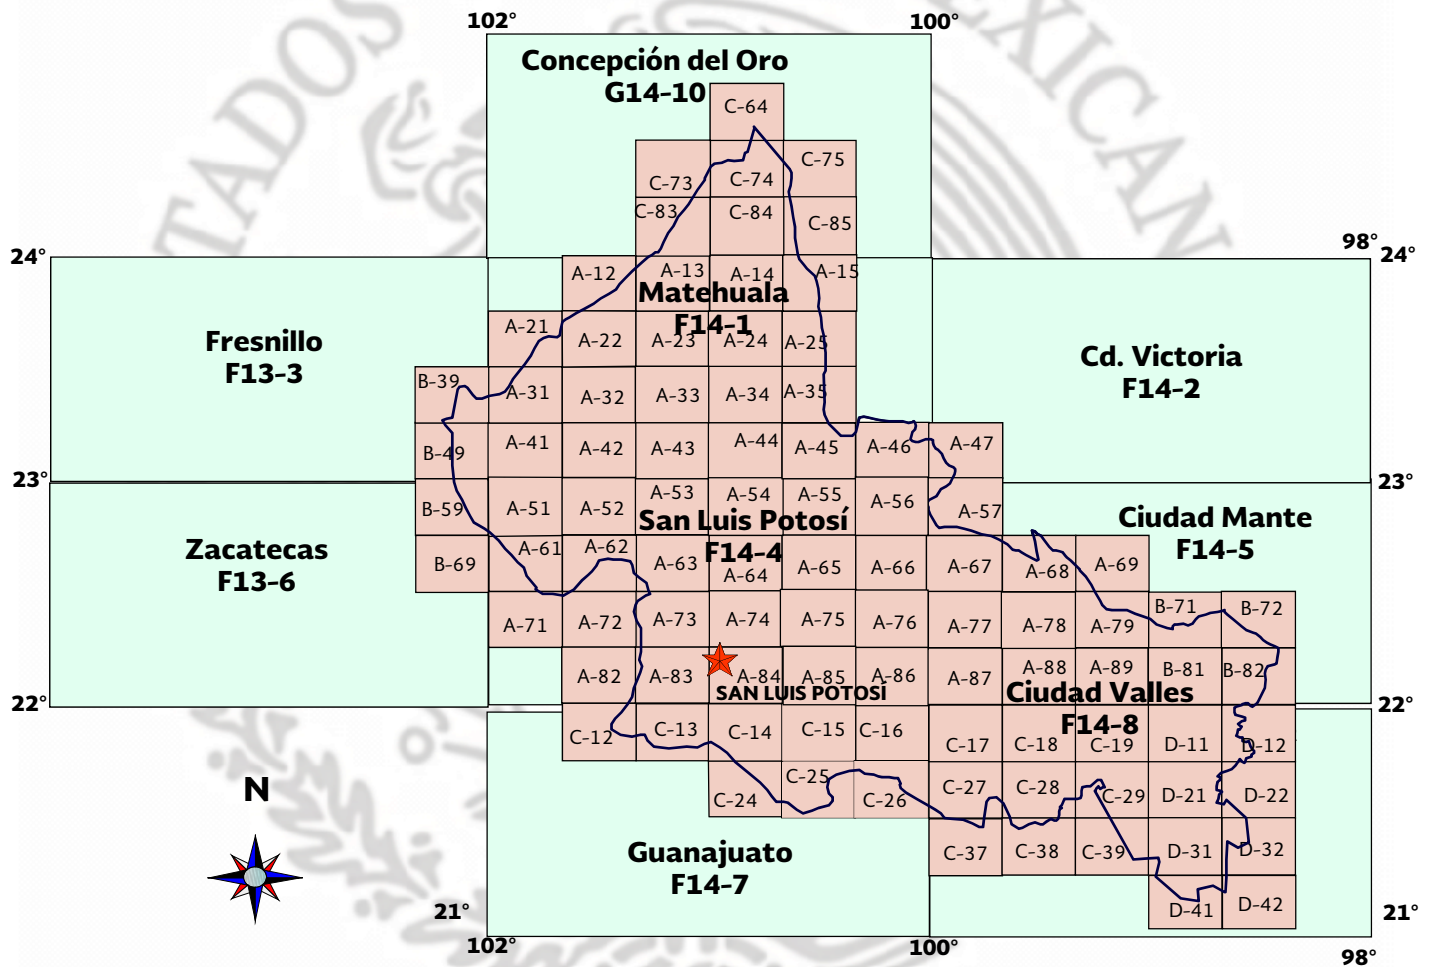 TADOS
EXICAN
102°
100°
Concepción del Oro
G14-10
C-64
C-73
C-74
C-75
C-83
C-84
C-85
24°
98°
24°
A-12
A-13
A-14
A-15
Matehuala
F14-1
Fresnillo
F13-3
Cd. Victoria
F14-2
A-21
A-22
A-23
A-24
A-25
B-39
A-31
A-32
A-33
A-34
A-35
B-49
A-41
A-42
A-43
A-44
A-45
A-46
A-47
23°
23°
B-59
A-51
A-52
A-53
A-54
A-55
A-56
A-57
San Luis Potosí
F14-4
Ciudad Mante
F14-5
Zacatecas
F13-6
B-69
A-61
A-62
A-63
A-64
A-65
A-66
A-67
A-68
A-69
A-71
A-72
A-73
A-74
A-75
A-76
A-77
A-78
A-79
B-71
B-72
A-82
A-83
A-84
A-85
A-86
A-87
A-88
A-89
B-81
B-82
SAN LUIS POTOSÍ
Ciudad Valles
F14-8
22°
22°
C-12
C-13
C-14
C-15
C-16
C-17
C-18
C-19
D-11
D-12
C-24
C-25
C-26
C-27
C-28
C-29
D-21
D-22
N
Guanajuato
F14-7
C-37
C-38
C-39
D-31
D-32
D-41
D-42
21°
21°
102°
100°
98°